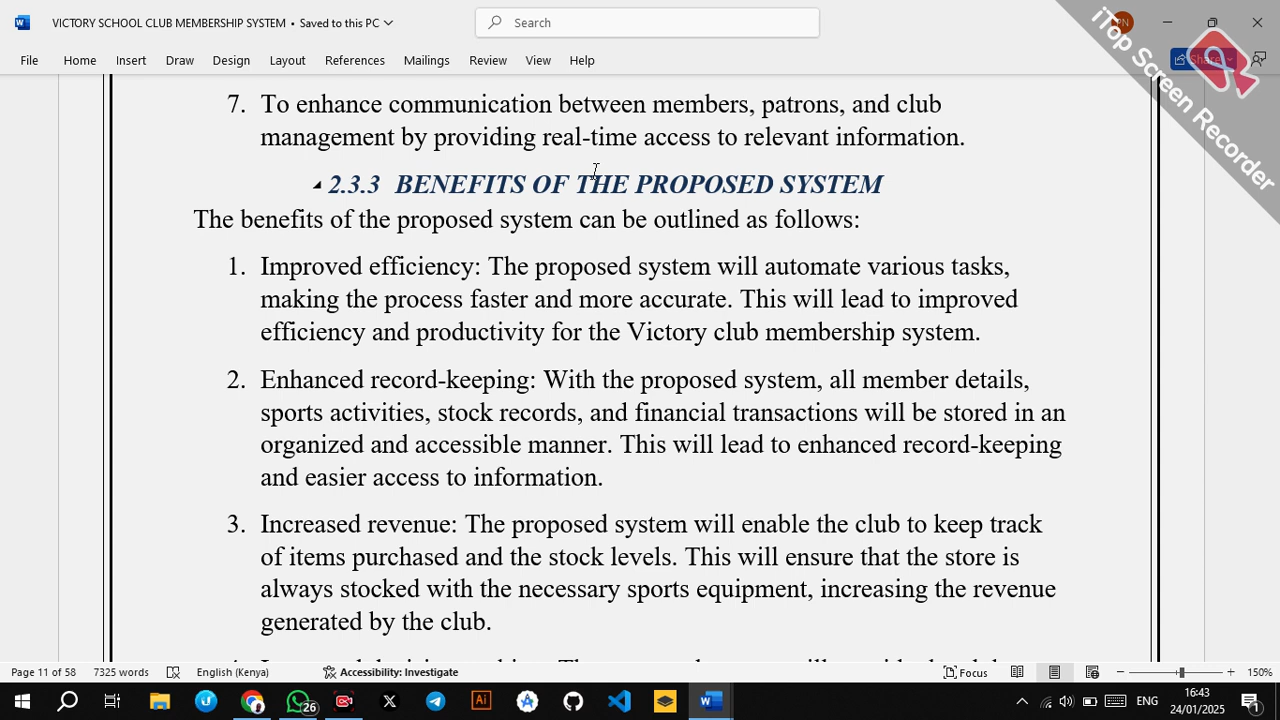 VICTORY SCHOOL CLUB MEMBERSHIP SYSTEM • Saved to this PC
Search
PN
iTop Screen Recorder
File Home Insert Draw Design Layout References Mailings Review View Help Share
7. To enhance communication between members, patrons, and club
management by providing real-time access to relevant information.
2.3.3 BENEFITS OF THE PROPOSED SYSTEM
The benefits of the proposed system can be outlined as follows:
1. Improved efficiency: The proposed system will automate various tasks,
making the process faster and more accurate. This will lead to improved
efficiency and productivity for the Victory club membership system.
2. Enhanced record-keeping: With the proposed system, all member details,
sports activities, stock records, and financial transactions will be stored in an
organized and accessible manner. This will lead to enhanced record-keeping
and easier access to information.
3. Increased revenue: The proposed system will enable the club to keep track
of items purchased and the stock levels. This will ensure that the store is
always stocked with the necessary sports equipment, increasing the revenue
generated by the club.
Page 11 of 58 7325 words English (Kenya) Accessibility: Investigate Focus 150%
26
Ai
ENG
16:43
24/01/2025
1